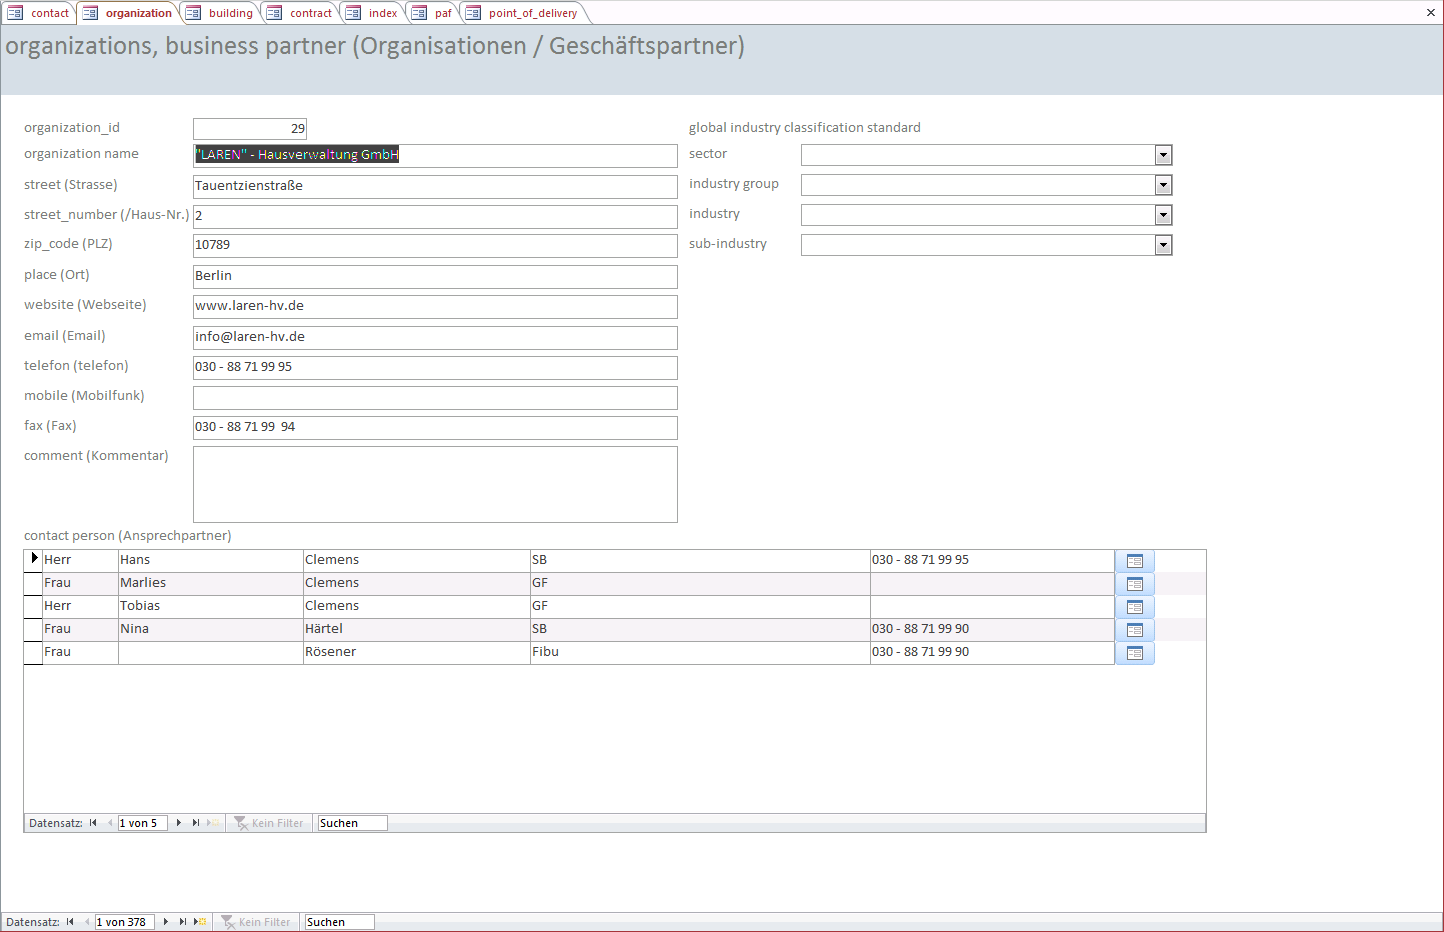 contact organization building contract index paf point_of_delivery
organizations, business partner (Organisationen / Geschäftspartner)
organization_id 29 global industry classification standard
organization name "LAREN" - Hausverwaltung GmbH sector
street (Strasse) Tauentzienstraße industry group
street_number (/Haus-Nr.) 2 industry
zip_code (PLZ) 10789 sub-industry
place (Ort) Berlin
website (Webseite) www.laren-hv.de
email (Email) info@laren-hv.de
telefon (telefon) 030 - 88 71 99 95
mobile (Mobilfunk)
fax (Fax) 030 - 88 71 99  94
comment (Kommentar)
contact person (Ansprechpartner)
Herr Hans Clemens SB 030 - 88 71 99 95
Frau Marlies Clemens GF
Herr Tobias Clemens GF
Frau Nina Härtel SB 030 - 88 71 99 90
Frau Rösener Fibu 030 - 88 71 99 90
Datensatz: 1 von 5 Kein Filter Suchen
Datensatz: 1 von 378 Kein Filter Suchen